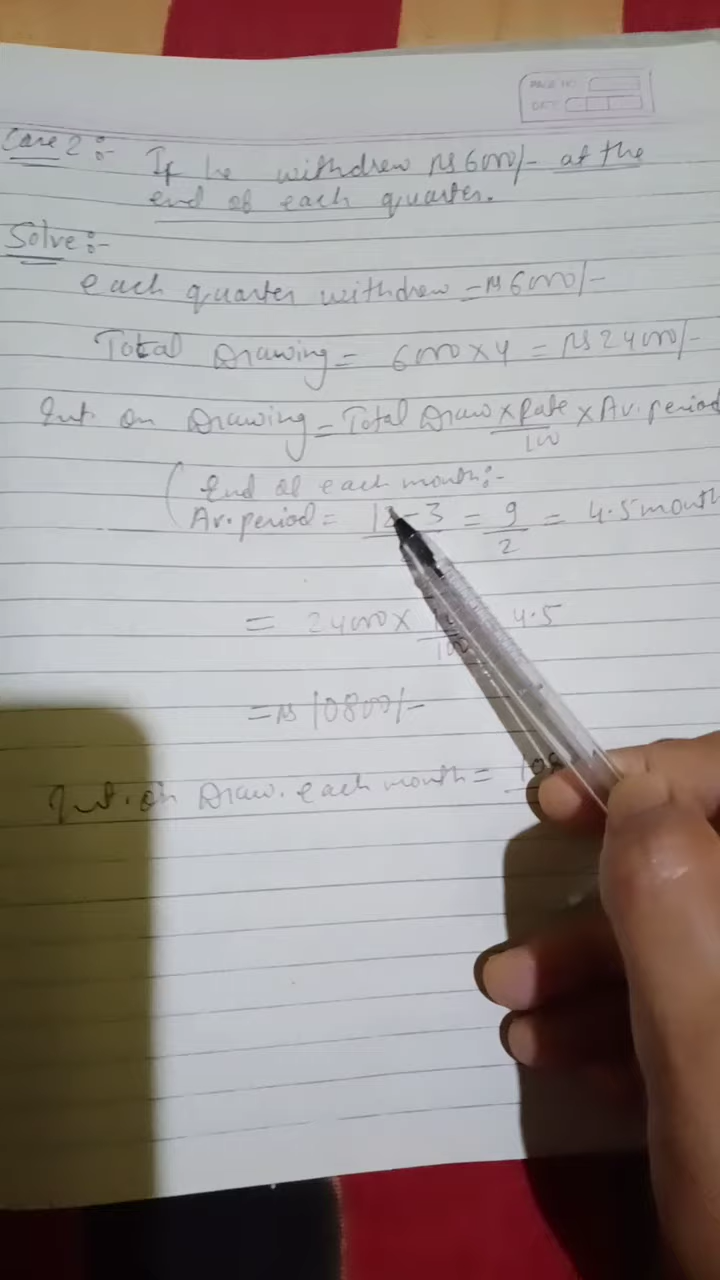 PAGE NO
DATE
Case 2 :- If he withdrew Rs 6000/- at the
end of each quarter.
Solve :-
each quarter withdrew = Rs 6000/-
Total Drawing = 6000 x 4 = Rs 24000/-
Int. on Drawing = Total Draw x Rate/100 x Av. period
End of each month :-
Av. period = 12 - 3 = 9/2 = 4.5 month
= 24000 x 4.5
= Rs 10800/-
Int. on Draw. each month =